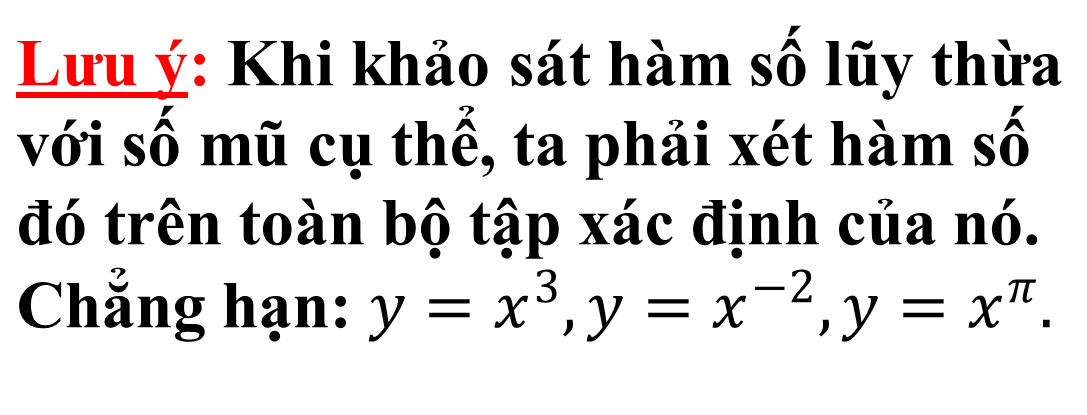 Lưu ý: Khi khảo sát hàm số lũy thừa
với số mũ cụ thể, ta phải xét hàm số
đó trên toàn bộ tập xác định của nó.
Chẳng hạn: 𝑦 = 𝑥³, 𝑦 = 𝑥⁻², 𝑦 = 𝑥^𝜋.